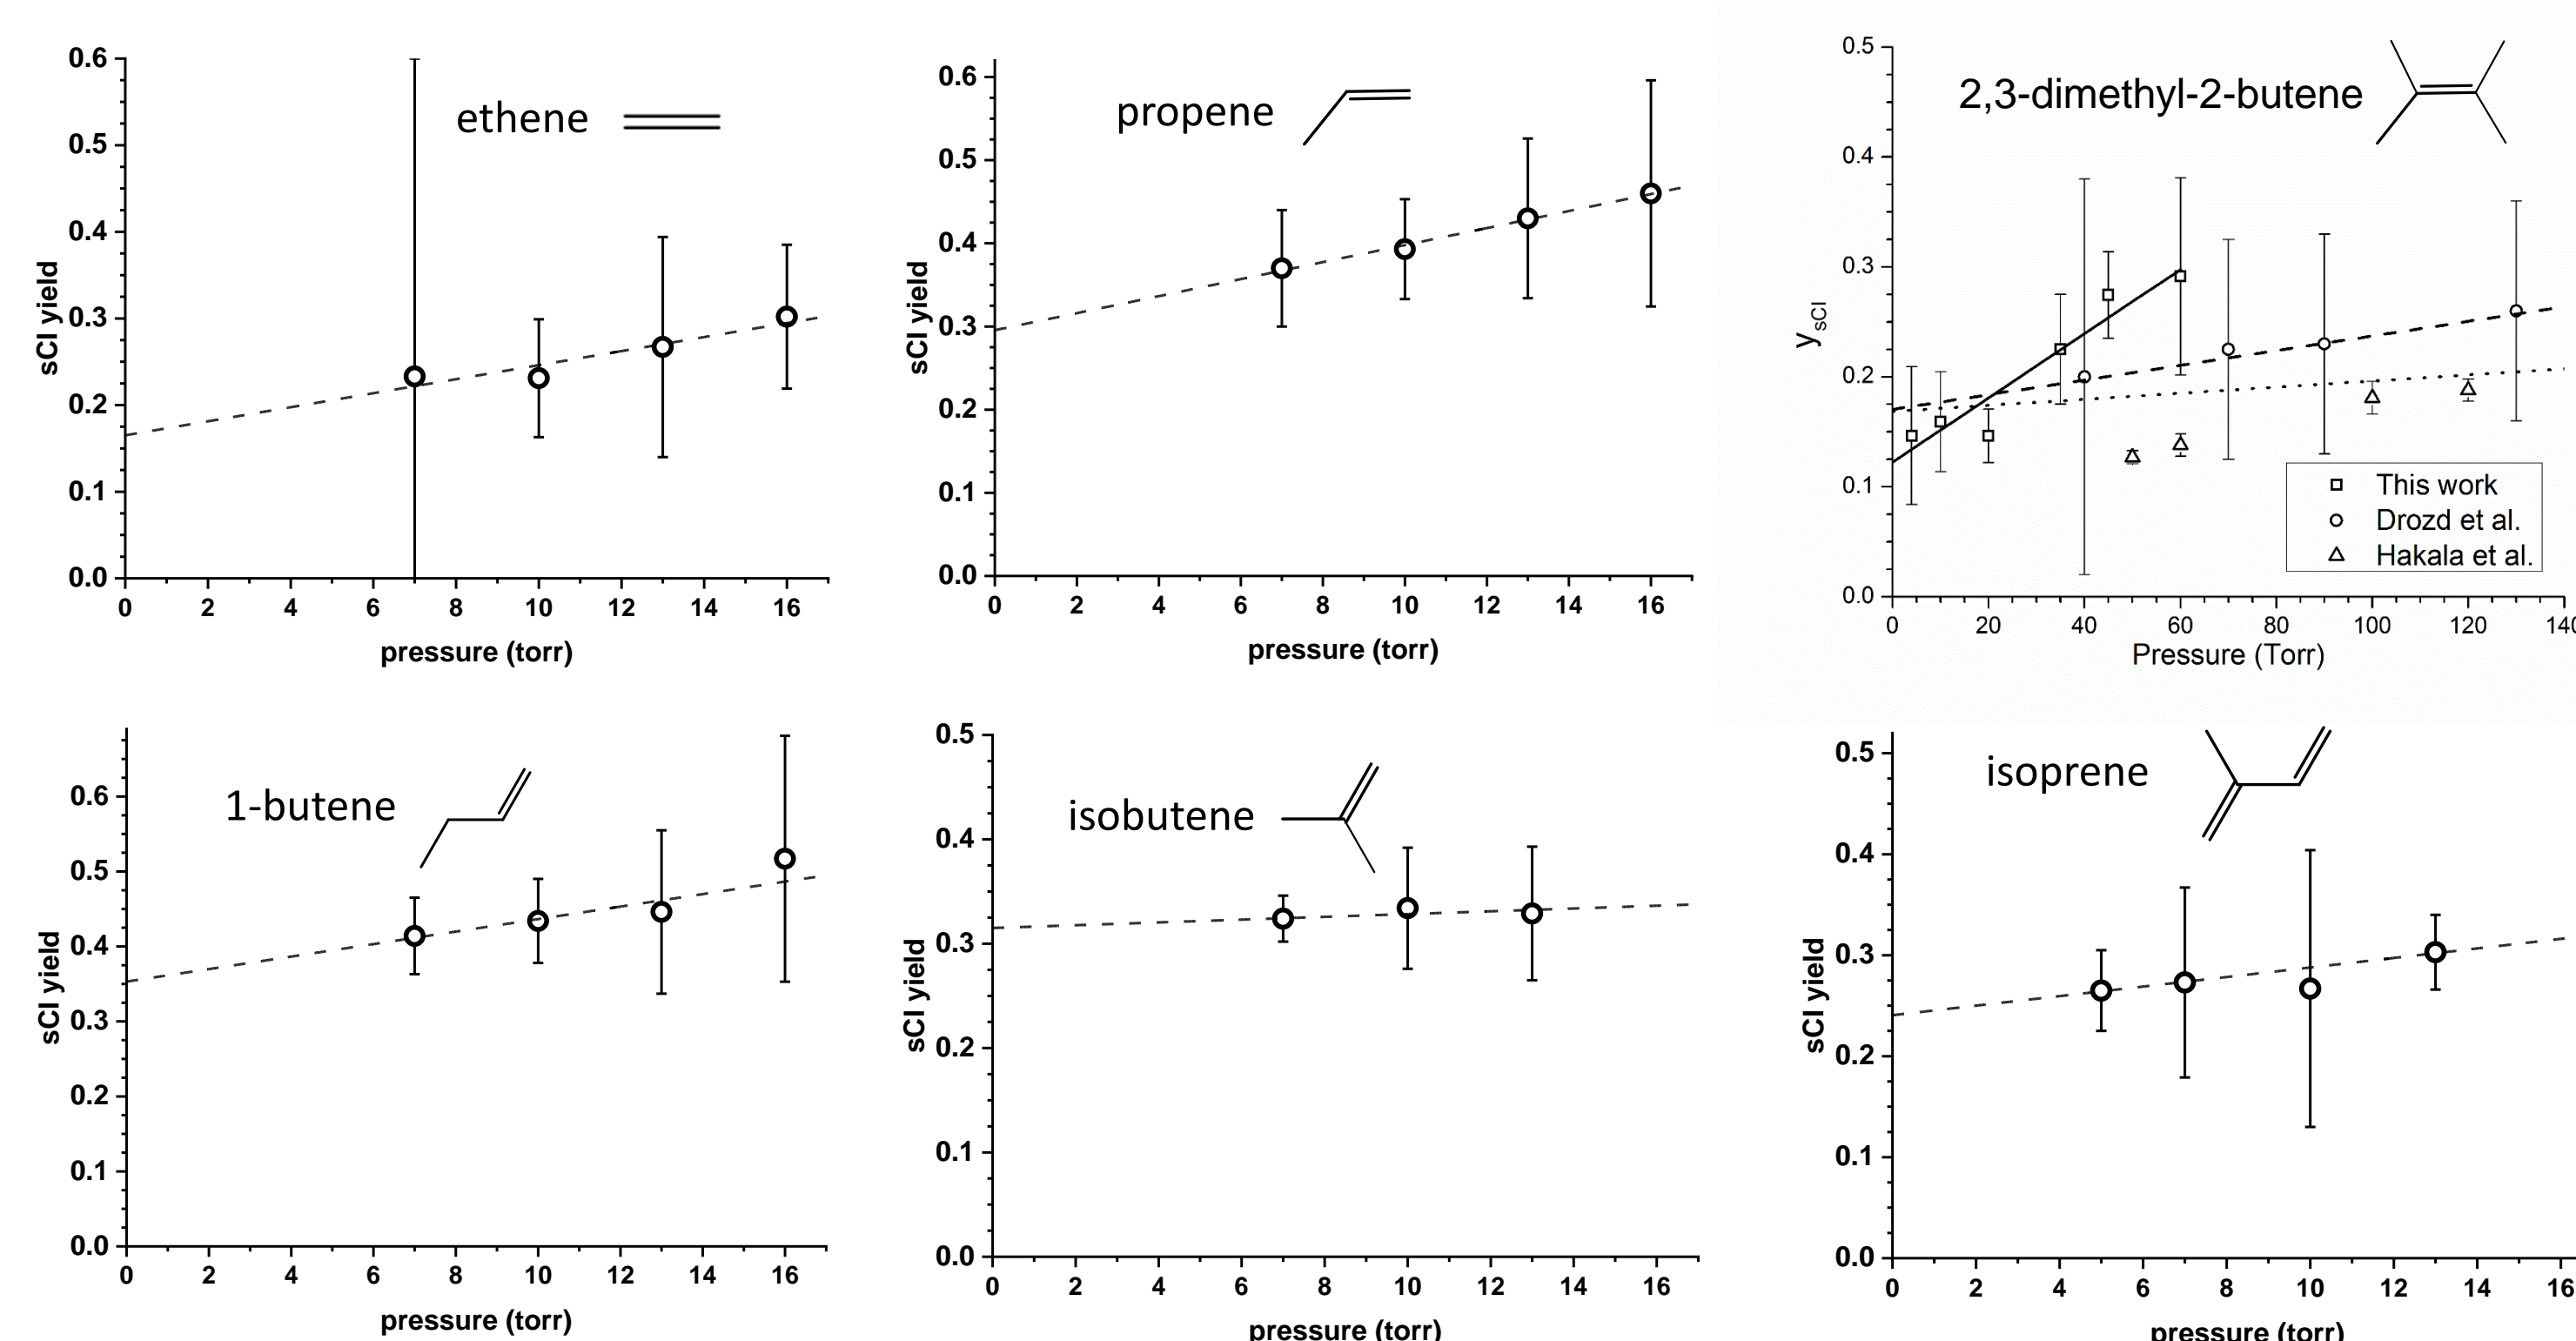 0.6
0.5
0.4
0.3
0.2
0.1
0.0
sCI yield
ethene
0 2 4 6 8 10 12 14 16
pressure (torr)
0.6
0.5
0.4
0.3
0.2
0.1
0.0
sCI yield
propene
0 2 4 6 8 10 12 14 16
pressure (torr)
0.5
0.4
0.3
0.2
0.1
0.0
ysCI
2,3-dimethyl-2-butene
This work
Drozd et al.
Hakala et al.
0 20 40 60 80 100 120 140
Pressure (Torr)
0.6
0.5
0.4
0.3
0.2
0.1
0.0
sCI yield
1-butene
0 2 4 6 8 10 12 14 16
pressure (torr)
0.5
0.4
0.3
0.2
0.1
0.0
sCI yield
isobutene
0 2 4 6 8 10 12 14 16
pressure (torr)
0.5
0.4
0.3
0.2
0.1
0.0
sCI yield
isoprene
0 2 4 6 8 10 12 14 16
pressure (torr)